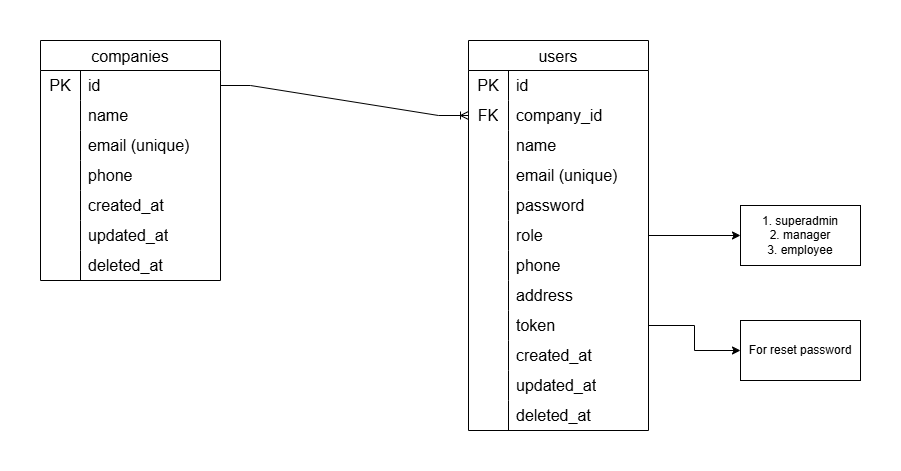 companies
PK id
name
email (unique)
phone
created_at
updated_at
deleted_at
users
PK id
FK company_id
name
email (unique)
password
role
phone
address
token
created_at
updated_at
deleted_at
1. superadmin
2. manager
3. employee
For reset password